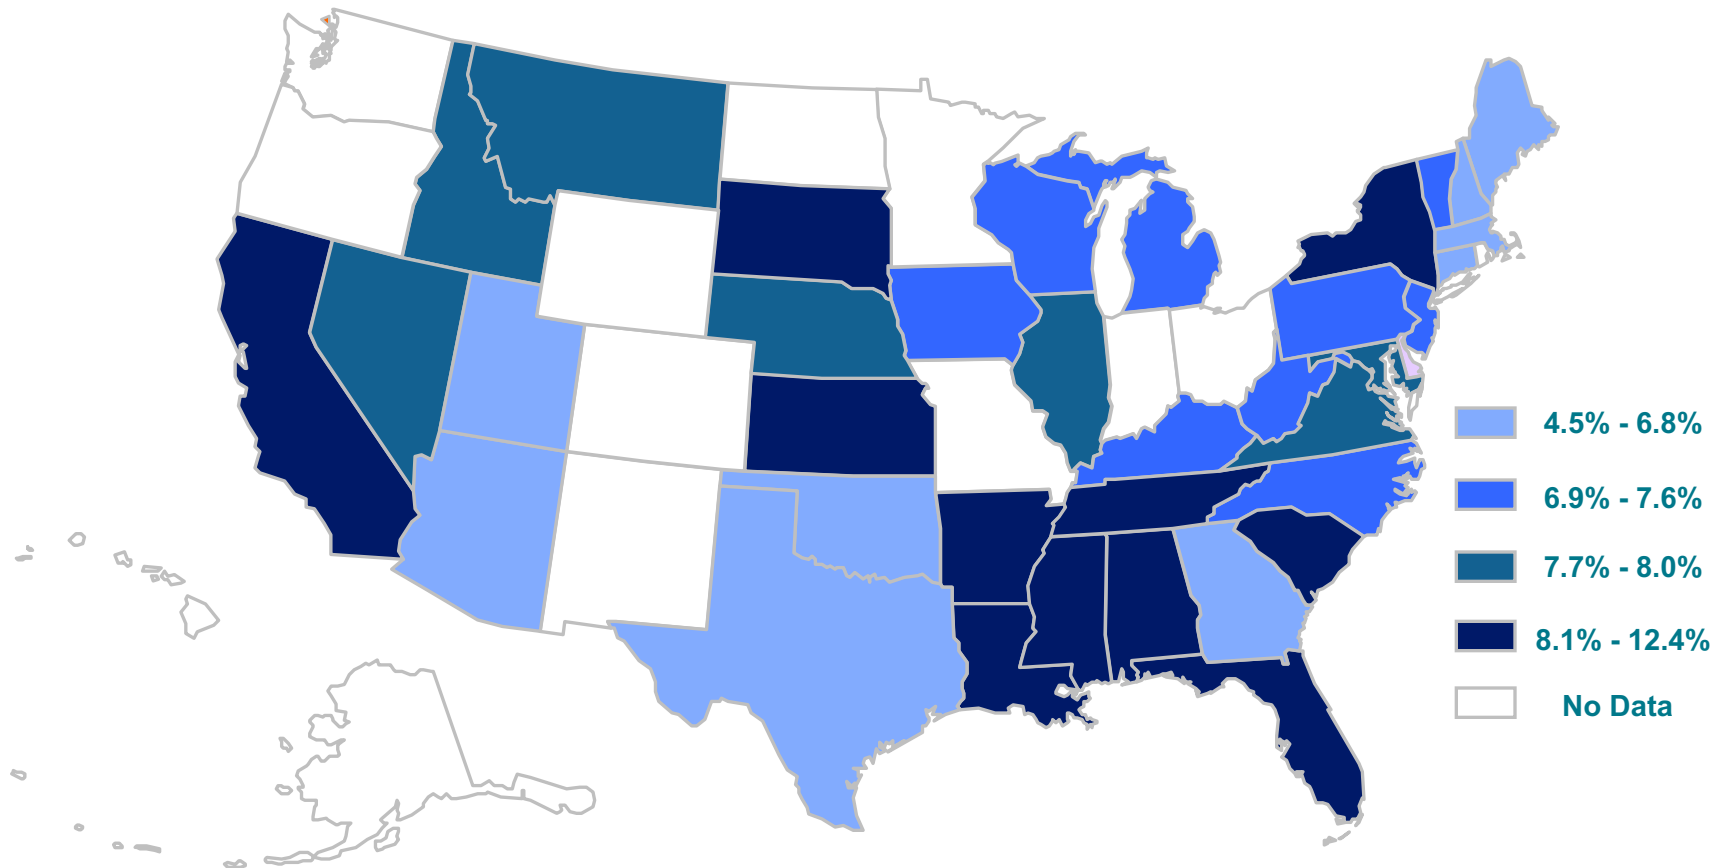 4.5% - 6.8%
6.9% - 7.6%
7.7% - 8.0%
8.1% - 12.4%
No Data